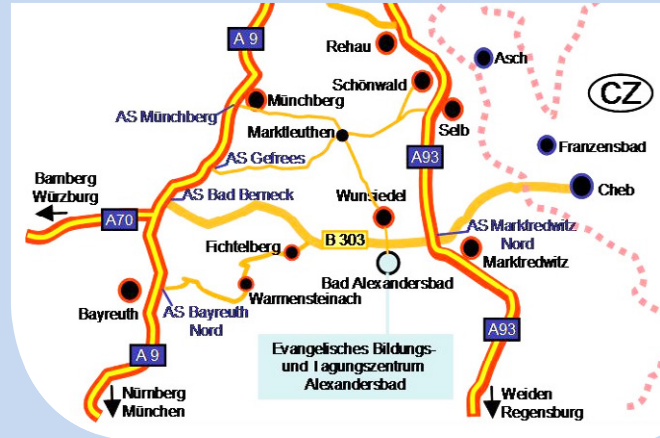 A 9
Rehau
Asch
CZ
Schönwald
Münchberg
AS Münchberg
Selb
Marktleuthen
Franzensbad
A93
AS Gefrees
Bamberg
Würzburg
AS Bad Berneck
Wunsiedel
Cheb
A70
AS Marktredwitz
Nord
B 303
Fichtelberg
Marktredwitz
Bad Alexandersbad
Warmensteinach
Bayreuth
AS Bayreuth
Nord
A93
A 9
Evangelisches Bildungs-
und Tagungszentrum
Alexandersbad
Nürnberg
München
Weiden
Regensburg